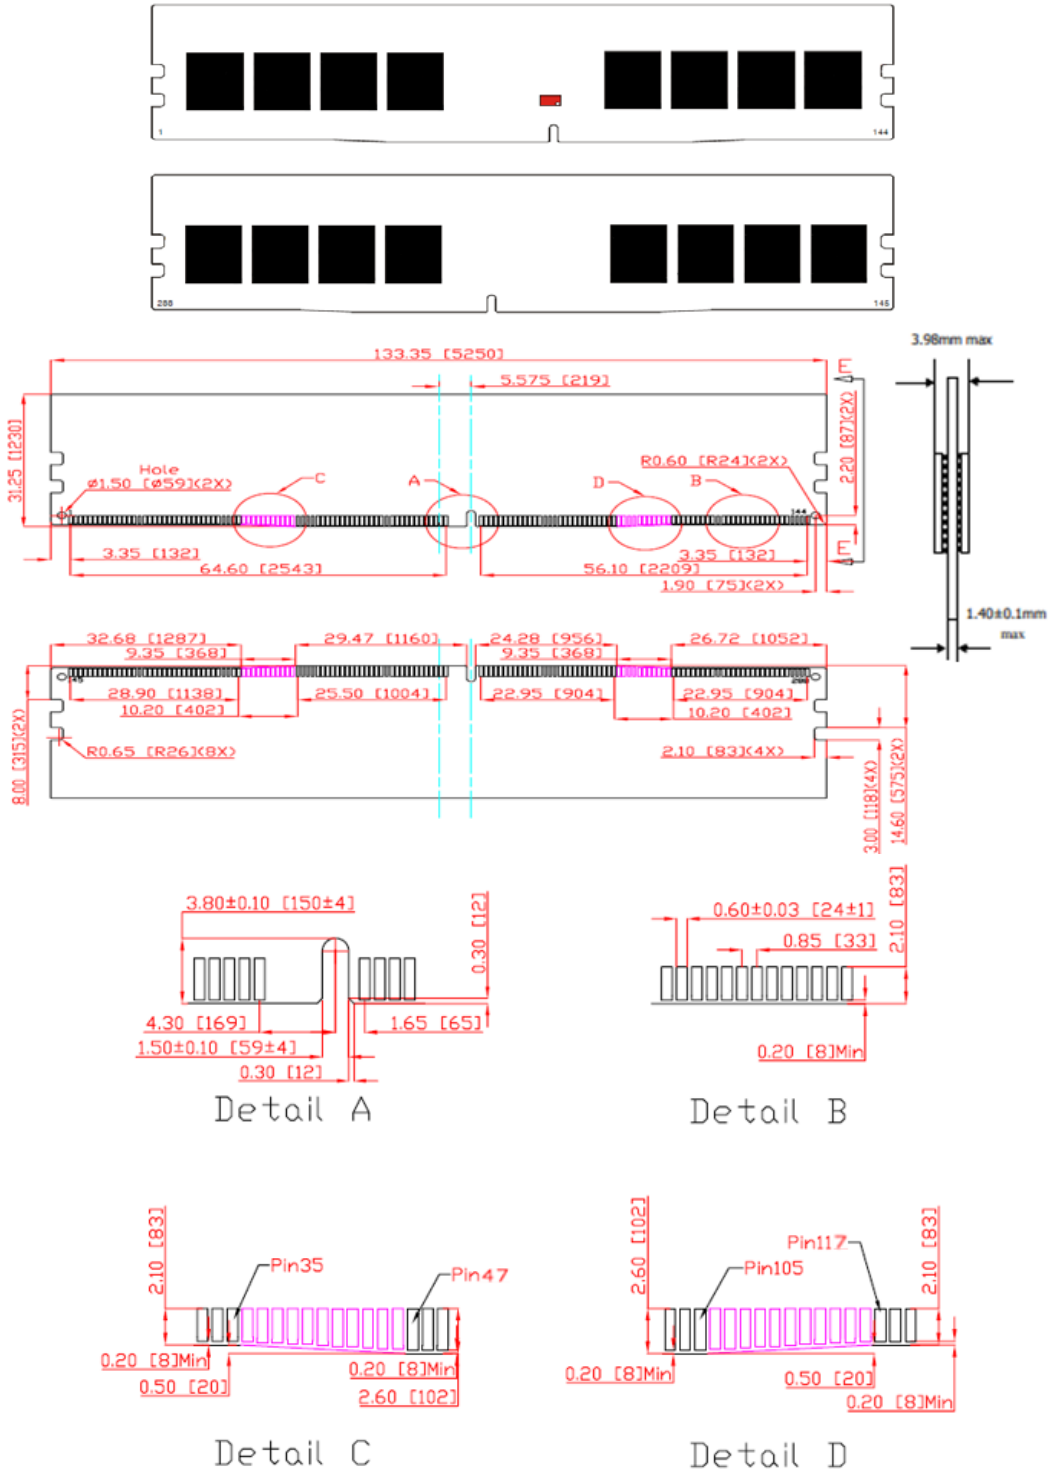 1
144
288
145
133.35 [5250]
5.575 [219]
3.98mm max
E
31.25 [1230]
Hole
ø1.50 [ø59](2X)
C
A
D
B
R0.60 [R24](2X)
2.20 [87](2X)
144
3.35 [132]
3.35 [132]
E
64.60 [2543]
56.10 [2209]
1.90 [75](2X)
1.40±0.1mm
max
32.68 [1287]
29.47 [1160]
24.28 [956]
26.72 [1052]
9.35 [368]
9.35 [368]
28.90 [1138]
25.50 [1004]
22.95 [904]
22.95 [904]
10.20 [402]
10.20 [402]
8.00 [315](2X)
R0.65 [R26](8X)
2.10 [83](4X)
3.00 [118](4X)
14.60 [575](2X)
3.80±0.10 [150±4]
0.30 [12]
4.30 [169]
1.65 [65]
1.50±0.10 [59±4]
0.30 [12]
Detail A
0.60±0.03 [24±1]
0.85 [33]
2.10 [83]
0.20 [8]Min
Detail B
2.10 [83]
Pin35
Pin47
0.20 [8]Min
0.20 [8]Min
0.50 [20]
2.60 [102]
Detail C
2.60 [102]
Pin117
Pin105
2.10 [83]
0.20 [8]Min
0.50 [20]
0.20 [8]Min
Detail D